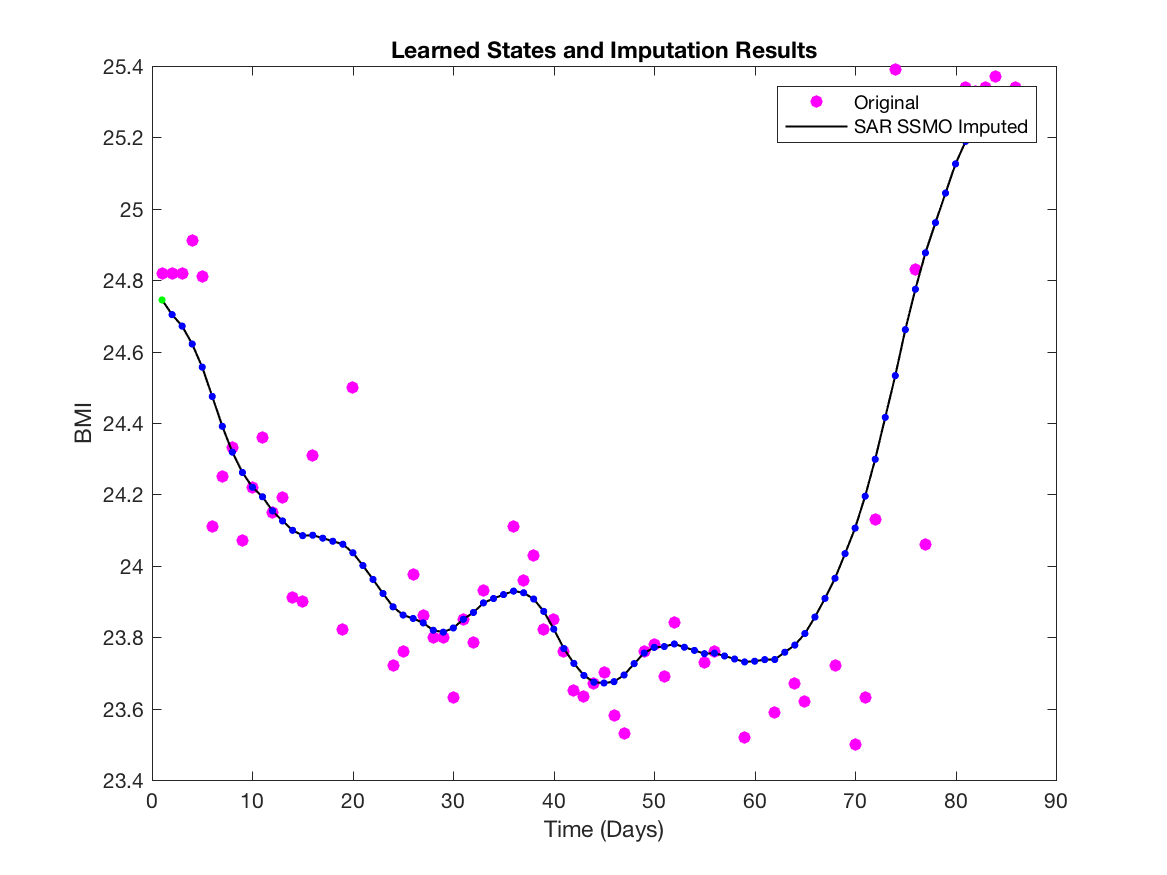 Learned States and Imputation Results
25.4
25.2
25
24.8
24.6
24.4
24.2
24
23.8
23.6
23.4
BMI
Original
SAR SSMO Imputed
0 10 20 30 40 50 60 70 80 90
Time (Days)